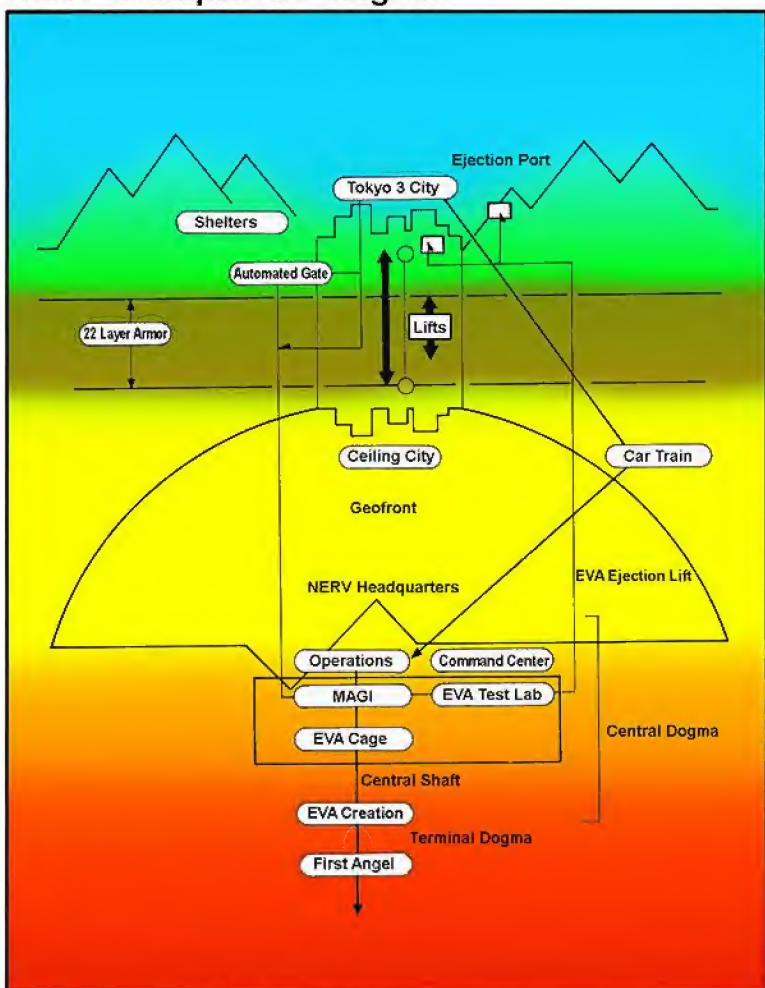 Ejection Port
Tokyo 3 City
Shelters
Automated Gate
22 Layer Armor
Lifts
Ceiling City
Car Train
Geofront
EVA Ejection Lift
NERV Headquarters
Operations
Command Center
MAGI
EVA Test Lab
Central Dogma
EVA Cage
Central Shaft
EVA Creation
Terminal Dogma
First Angel